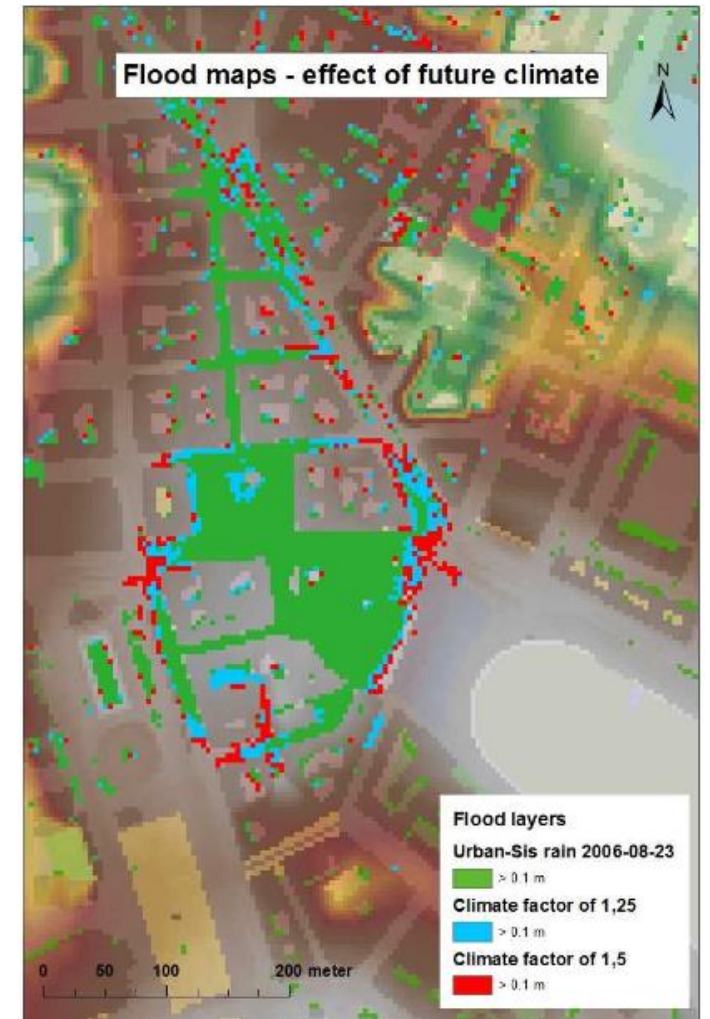 Flood maps - effect of future climate
N
Flood layers
Urban-Sis rain 2006-08-23
> 0.1 m
Climate factor of 1,25
> 0.1 m
Climate factor of 1,5
> 0.1 m
0 50 100 200 meter